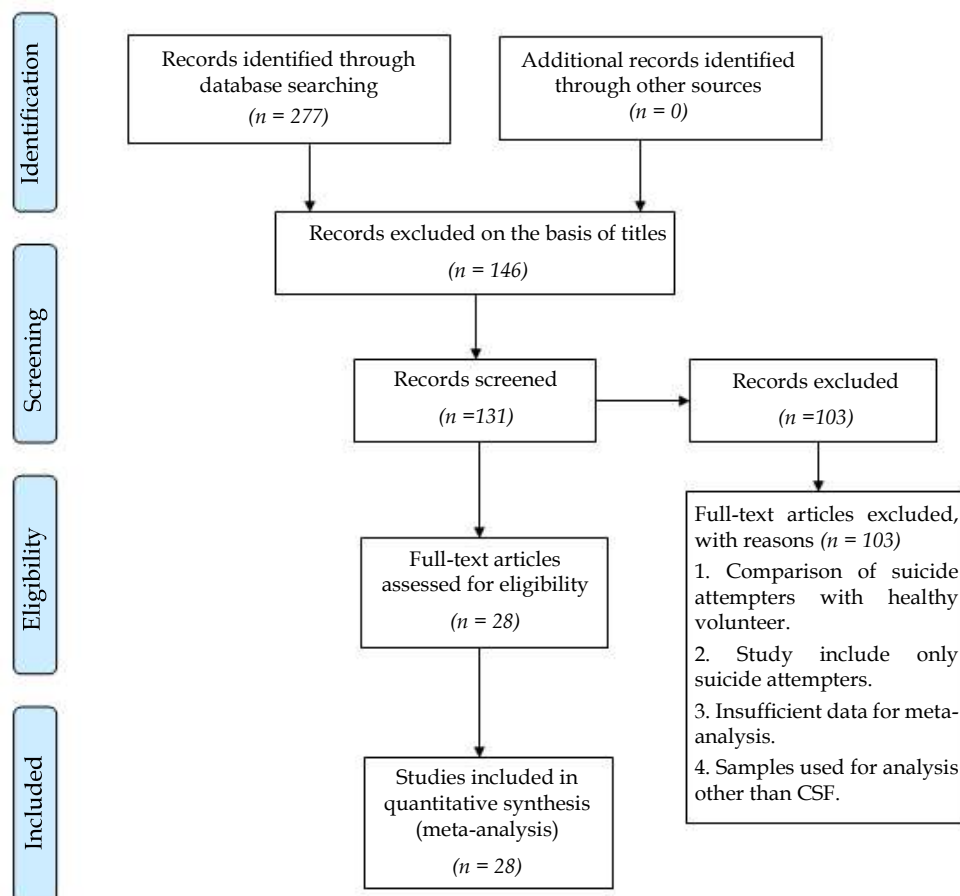 Identification
Records identified through
database searching
(n = 277)
Additional records identified
through other sources
(n = 0)
Records excluded on the basis of titles
(n = 146)
Screening
Records screened
(n =131)
Records excluded
(n =103)
Eligibility
Full-text articles
assessed for eligibility
(n = 28)
Full-text articles excluded,
with reasons (n = 103)
1. Comparison of suicide
attempters with healthy
volunteer.
2. Study include only
suicide attempters.
3. Insufficient data for meta-
analysis.
4. Samples used for analysis
other than CSF.
Included
Studies included in
quantitative synthesis
(meta-analysis)
(n = 28)